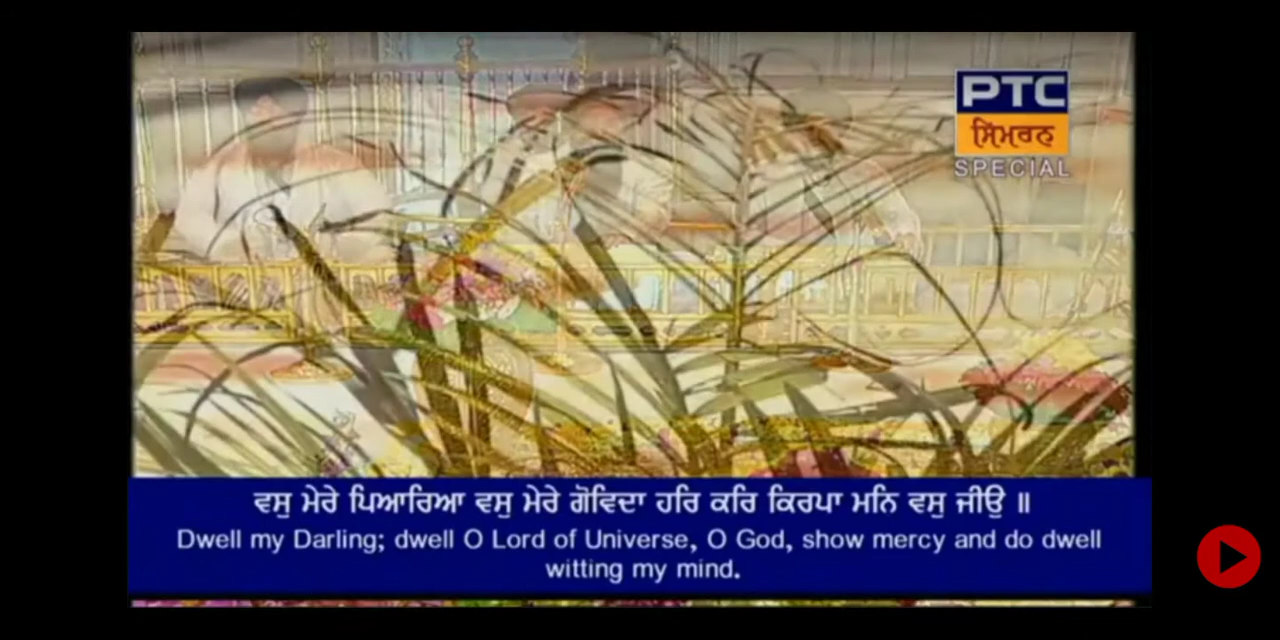 PTC
ਸਿਮਰਨ
SPECIAL
ਵਸੁ ਮੇਰੇ ਪਿਆਰਿਆ ਵਸੁ ਮੇਰੇ ਗੋਵਿਦਾ ਹਰਿ ਕਰਿ ਕਿਰਪਾ ਮਨਿ ਵਸੁ ਜੀਉ ॥
Dwell my Darling; dwell O Lord of Universe, O God, show mercy and do dwell
witting my mind.